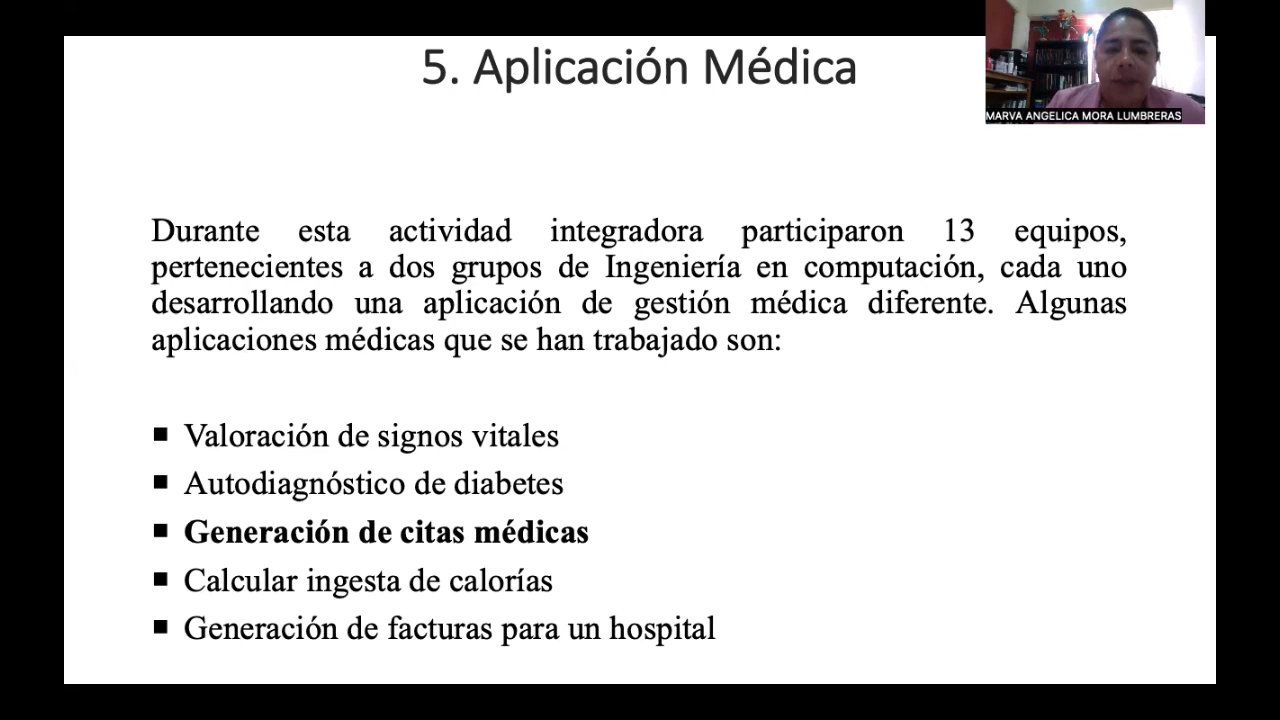 5. Aplicación Médica
MARVA ANGELICA MORA LUMBRERAS
Durante esta actividad integradora participaron 13 equipos,
pertenecientes a dos grupos de Ingeniería en computación, cada uno
desarrollando una aplicación de gestión médica diferente. Algunas
aplicaciones médicas que se han trabajado son:
▪ Valoración de signos vitales
▪ Autodiagnóstico de diabetes
▪ Generación de citas médicas
▪ Calcular ingesta de calorías
▪ Generación de facturas para un hospital